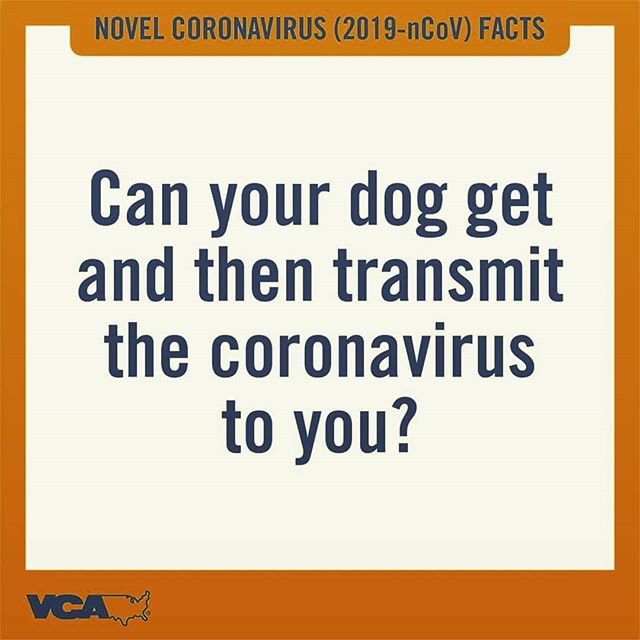 NOVEL CORONAVIRUS (2019-nCoV) FACTS
Can your dog get
and then transmit
the coronavirus
to you?
VCA